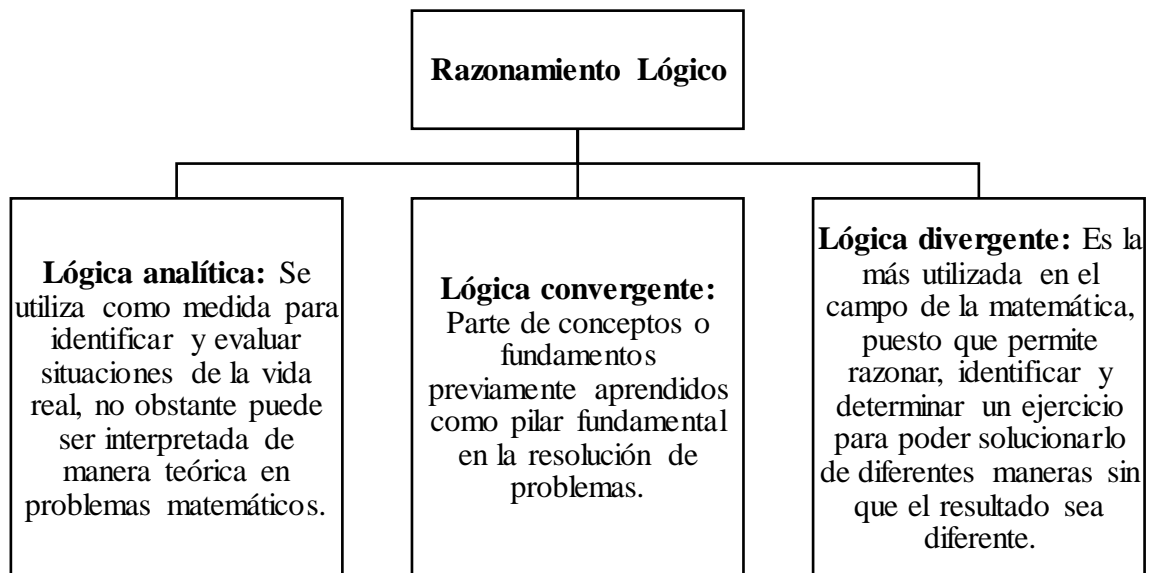 Razonamiento Lógico
Lógica analítica: Se
utiliza como medida para
identificar y evaluar
situaciones de la vida
real, no obstante puede
ser interpretada de
manera teórica en
problemas matemáticos.
Lógica convergente:
Parte de conceptos o
fundamentos
previamente aprendidos
como pilar fundamental
en la resolución de
problemas.
Lógica divergente: Es la
más utilizada en el
campo de la matemática,
puesto que permite
razonar, identificar y
determinar un ejercicio
para poder solucionarlo
de diferentes maneras sin
que el resultado sea
diferente.